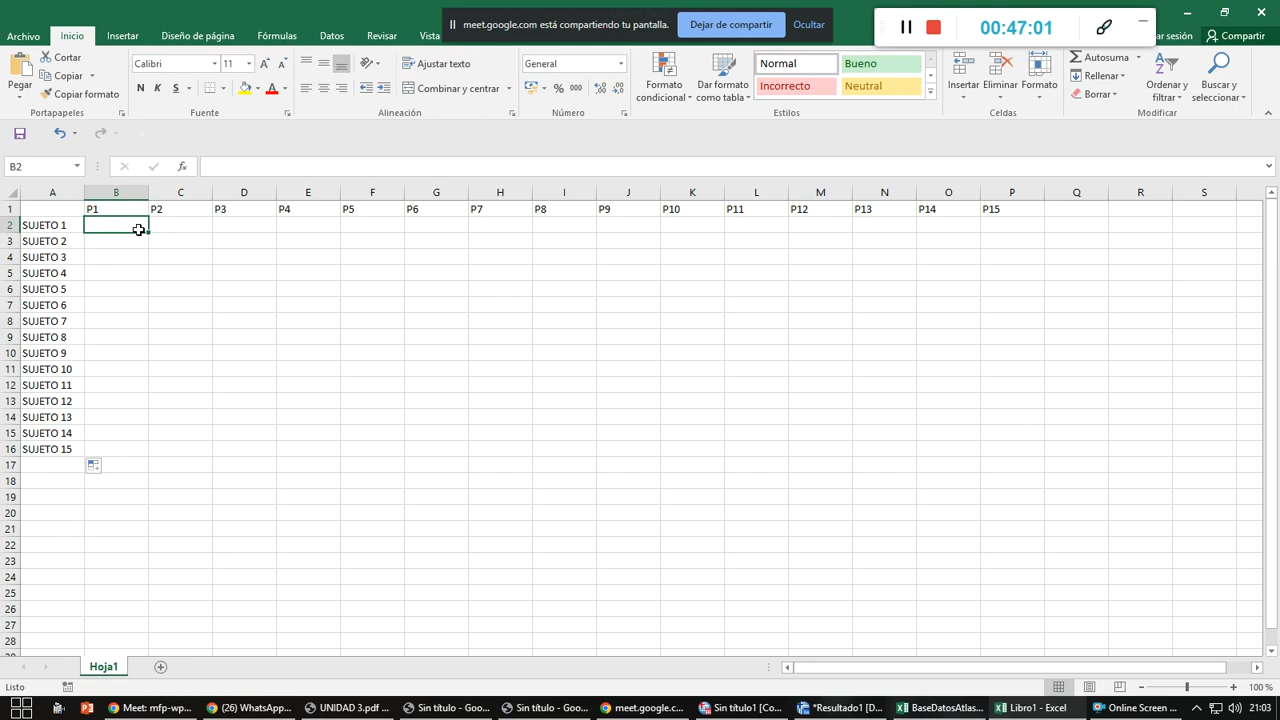 meet.google.com está compartiendo tu pantalla.
Dejar de compartir
Ocultar
00:47:01
Archivo
Inicio
Insertar
Diseño de página
Fórmulas
Datos
Revisar
Vista
ar sesión
Compartir
Pegar
Cortar
Copiar
Copiar formato
Portapapeles
Calibri
11
N K S
Fuente
Ajustar texto
Combinar y centrar
Alineación
General
% 000
Número
Formato condicional
Dar formato como tabla
Normal
Bueno
Incorrecto
Neutral
Estilos
Insertar
Eliminar
Formato
Celdas
Autosuma
Rellenar
Borrar
Ordenar y filtrar
Buscar y seleccionar
Modificar
B2
fx
A B C D E F G H I J K L M N O P Q R S
1 P1 P2 P3 P4 P5 P6 P7 P8 P9 P10 P11 P12 P13 P14 P15
2 SUJETO 1
3 SUJETO 2
4 SUJETO 3
5 SUJETO 4
6 SUJETO 5
7 SUJETO 6
8 SUJETO 7
9 SUJETO 8
10 SUJETO 9
11 SUJETO 10
12 SUJETO 11
13 SUJETO 12
14 SUJETO 13
15 SUJETO 14
16 SUJETO 15
17
18
19
20
21
22
23
24
25
26
27
28
Hoja1
Listo
100 %
Meet: mfp-wp...
(26) WhatsApp...
UNIDAD 3.pdf ...
Sin título - Goo...
Sin título - Goo...
meet.google.c...
Sin título1 [Co...
*Resultado1 [D...
BaseDatosAtlas...
Libro1 - Excel
Online Screen ...
21:03